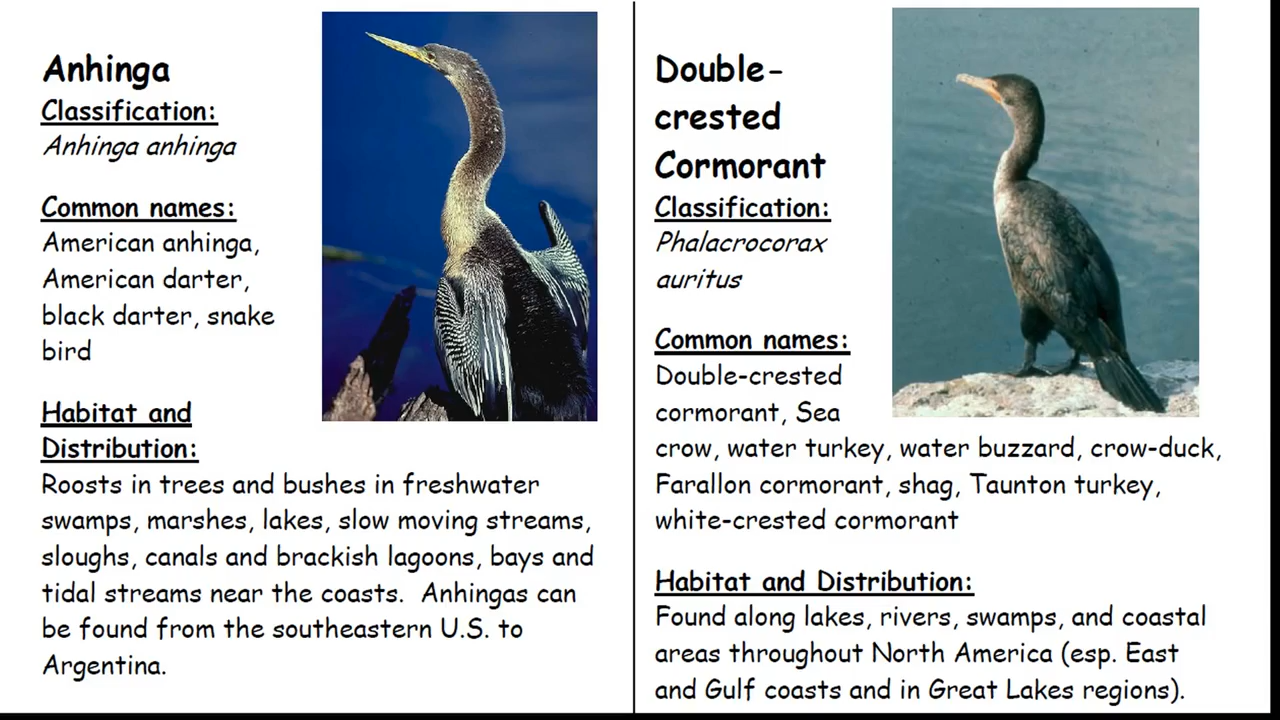 Anhinga
Classification:
Anhinga anhinga
Common names:
American anhinga,
American darter,
black darter, snake
bird
Habitat and
Distribution:
Roosts in trees and bushes in freshwater
swamps, marshes, lakes, slow moving streams,
sloughs, canals and brackish lagoons, bays and
tidal streams near the coasts.  Anhingas can
be found from the southeastern U.S. to
Argentina.
Double-
crested
Cormorant
Classification:
Phalacrocorax
auritus
Common names:
Double-crested
cormorant, Sea
crow, water turkey, water buzzard, crow-duck,
Farallon cormorant, shag, Taunton turkey,
white-crested cormorant
Habitat and Distribution:
Found along lakes, rivers, swamps, and coastal
areas throughout North America (esp. East
and Gulf coasts and in Great Lakes regions).